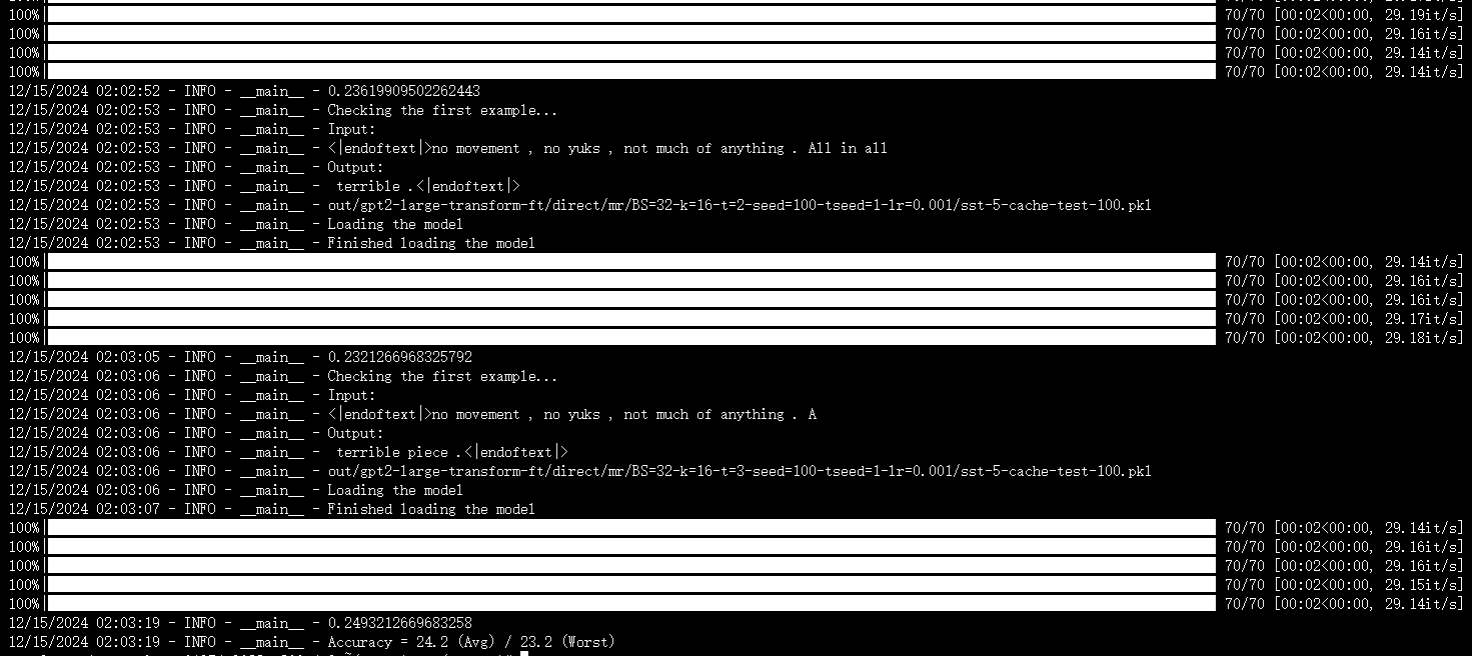 100% 70/70 [00:02<00:00, 29.19it/s]
100% 70/70 [00:02<00:00, 29.16it/s]
100% 70/70 [00:02<00:00, 29.14it/s]
100% 70/70 [00:02<00:00, 29.14it/s]
12/15/2024 02:02:52 - INFO - __main__ - 0.23619909502262443
12/15/2024 02:02:53 - INFO - __main__ - Checking the first example...
12/15/2024 02:02:53 - INFO - __main__ - Input:
12/15/2024 02:02:53 - INFO - __main__ - <|endoftext|>no movement , no yuks , not much of anything . All in all
12/15/2024 02:02:53 - INFO - __main__ - Output:
12/15/2024 02:02:53 - INFO - __main__ -  terrible .<|endoftext|>
12/15/2024 02:02:53 - INFO - __main__ - out/gpt2-large-transform-ft/direct/mr/BS=32-k=16-t=2-seed=100-tseed=1-lr=0.001/sst-5-cache-test-100.pkl
12/15/2024 02:02:53 - INFO - __main__ - Loading the model
12/15/2024 02:02:53 - INFO - __main__ - Finished loading the model
100% 70/70 [00:02<00:00, 29.14it/s]
100% 70/70 [00:02<00:00, 29.16it/s]
100% 70/70 [00:02<00:00, 29.16it/s]
100% 70/70 [00:02<00:00, 29.17it/s]
100% 70/70 [00:02<00:00, 29.18it/s]
12/15/2024 02:03:05 - INFO - __main__ - 0.2321266968325792
12/15/2024 02:03:06 - INFO - __main__ - Checking the first example...
12/15/2024 02:03:06 - INFO - __main__ - Input:
12/15/2024 02:03:06 - INFO - __main__ - <|endoftext|>no movement , no yuks , not much of anything . A
12/15/2024 02:03:06 - INFO - __main__ - Output:
12/15/2024 02:03:06 - INFO - __main__ -  terrible piece .<|endoftext|>
12/15/2024 02:03:06 - INFO - __main__ - out/gpt2-large-transform-ft/direct/mr/BS=32-k=16-t=3-seed=100-tseed=1-lr=0.001/sst-5-cache-test-100.pkl
12/15/2024 02:03:06 - INFO - __main__ - Loading the model
12/15/2024 02:03:07 - INFO - __main__ - Finished loading the model
100% 70/70 [00:02<00:00, 29.14it/s]
100% 70/70 [00:02<00:00, 29.16it/s]
100% 70/70 [00:02<00:00, 29.16it/s]
100% 70/70 [00:02<00:00, 29.15it/s]
100% 70/70 [00:02<00:00, 29.14it/s]
12/15/2024 02:03:19 - INFO - __main__ - 0.2493212669683258
12/15/2024 02:03:19 - INFO - __main__ - Accuracy = 24.2 (Avg) / 23.2 (Worst)